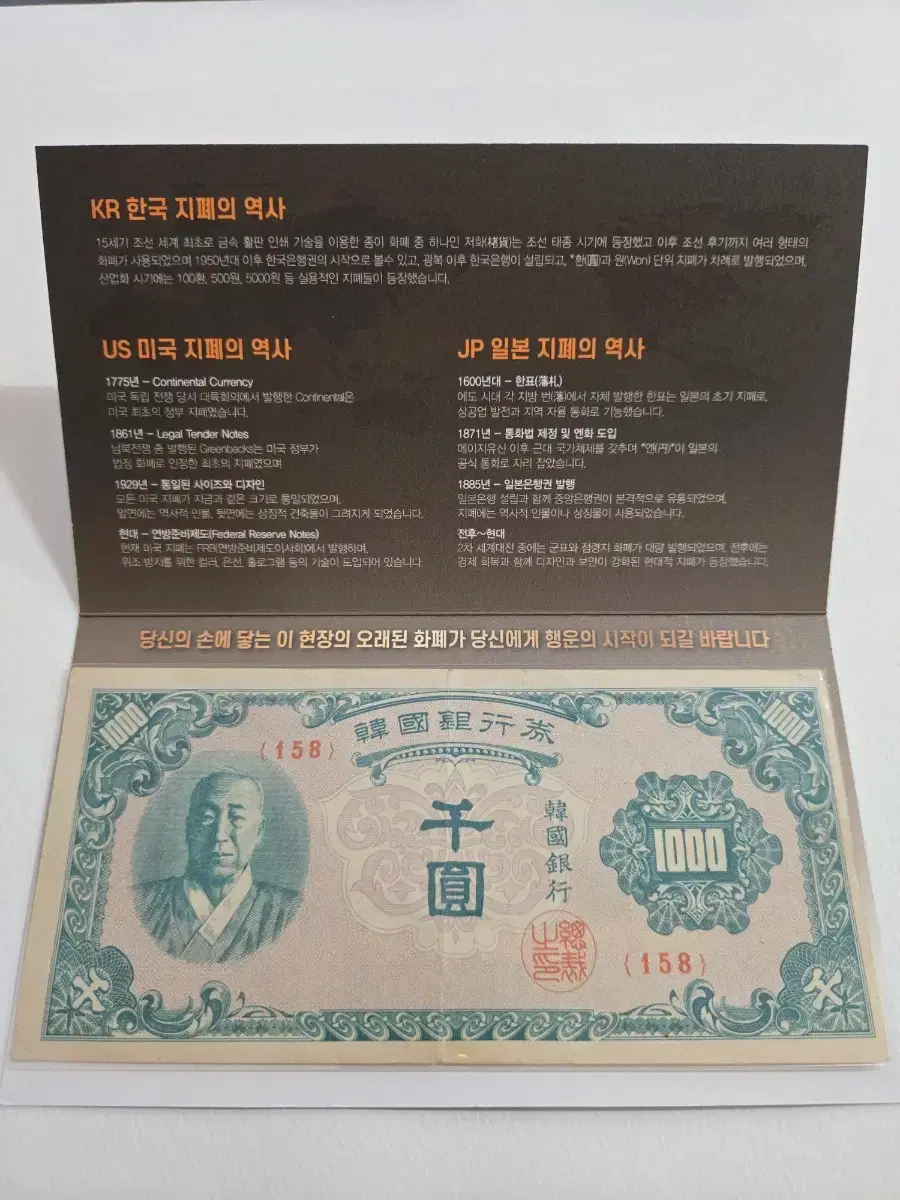 KR 한국 지폐의 역사
15세기 조선 세계 최초로 금속 활판 인쇄 기술을 이용한 종이 화폐 중 하나인 저화(楮貨)는 조선 태종 시기에 등장했고 이후 조선 후기까지 여러 형태의
화폐가 사용되었으며 1950년대 이후 한국은행권의 시작으로 볼수 있고, 광복 이후 한국은행이 설립되고, *환(圜)과 원(Won) 단위 지폐가 차례로 발행되었으며,
산업화 시기에는 100환, 500원, 5000원 등 실용적인 지폐들이 등장했습니다.
US 미국 지폐의 역사
1775년 – Continental Currency
미국 독립 전쟁 당시 대륙회의에서 발행한 Continental은
미국 최초의 정부 지폐였습니다.
1861년 – Legal Tender Notes
남북전쟁 중 발행된 Greenbacks는 미국 정부가
법정 화폐로 인정한 최초의 지폐였으며
1929년 – 통일된 사이즈와 디자인
모든 미국 지폐가 지금과 같은 크기로 통일되었으며,
앞면에는 역사적 인물, 뒷면에는 상징적 건축물이 그려지게 되었습니다.
현대 – 연방준비제도(Federal Reserve Notes)
현재 미국 지폐는 FRB(연방준비제도이사회)에서 발행하며,
위조 방지를 위한 컬러, 은선, 홀로그램 등의 기술이 도입되어 있습니다.
JP 일본 지폐의 역사
1600년대 – 한표(藩札)
에도 시대 각 지방 번(藩)에서 자체 발행한 한표는 일본의 초기 지폐로,
상공업 발전과 지역 자율 통화로 기능했습니다.
1871년 – 통화법 제정 및 엔화 도입
메이지유신 이후 근대 국가체제를 갖추며 "엔(円)"이 일본의
공식 통화로 자리 잡았습니다.
1885년 – 일본은행권 발행
일본은행 설립과 함께 중앙은행권이 본격적으로 유통되었으며,
지폐에는 역사적 인물이나 상징물이 사용되었습니다.
전후~현대
2차 세계대전 중에는 군표와 점령지 화폐가 대량 발행되었으며, 전후에는
경제 회복과 함께 디자인과 보안이 강화된 현대적 지폐가 등장했습니다.
당신의 손에 닿는 이 현장의 오래된 화폐가 당신에게 행운의 시작이 되길 바랍니다
1000
韓國銀行券
1000
(158)
千圓
韓國銀行
1000
總裁之印
(158)